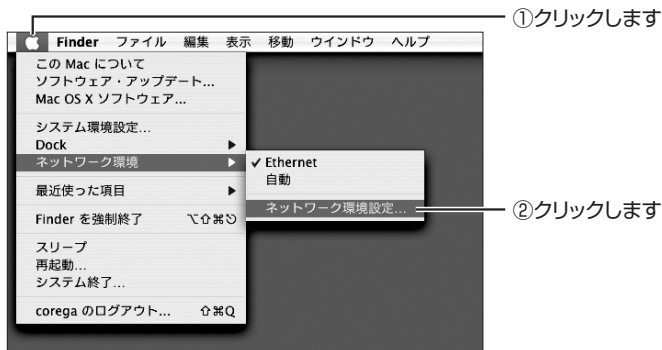 ①クリックします
Finder ファイル 編集 表示 移動 ウインドウ ヘルプ
この Mac について
ソフトウェア・アップデート...
Mac OS X ソフトウェア...
システム環境設定...
Dock ▶
ネットワーク環境 ▶
✓ Ethernet
自動
ネットワーク環境設定...
②クリックします
最近使った項目 ▶
Finder を強制終了 ⌥⇧⌘⎋
スリープ
再起動...
システム終了...
corega のログアウト... ⇧⌘Q